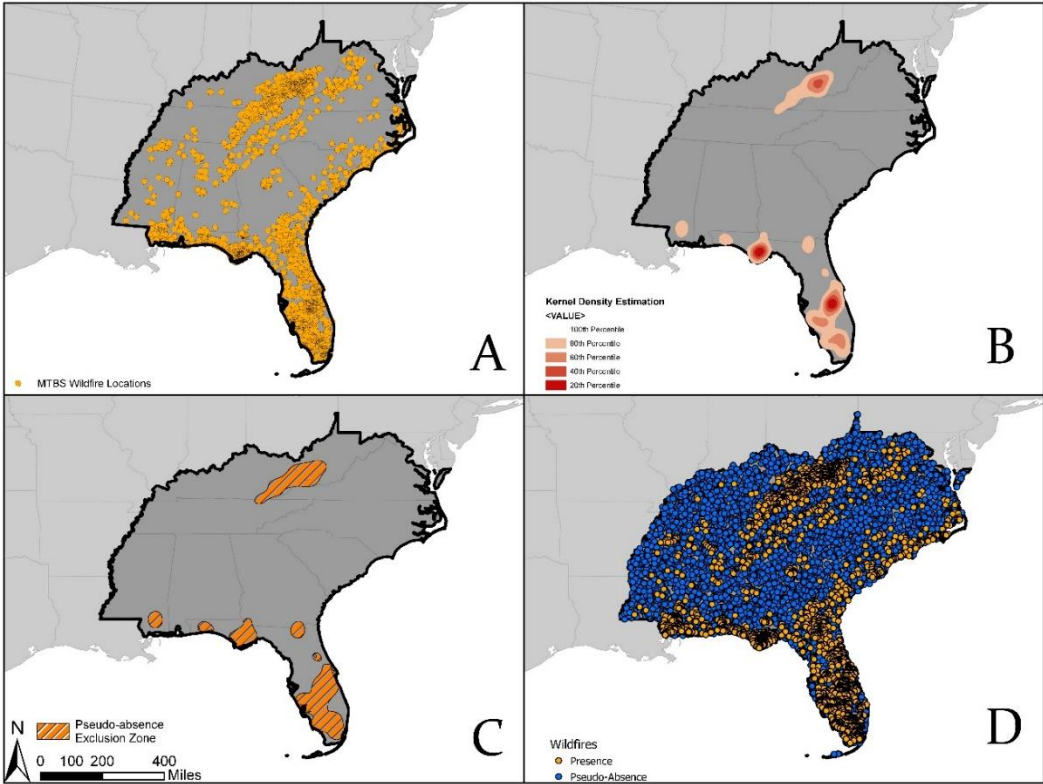 A
MTBS Wildfire Locations
B
Kernel Density Estimation
<VALUE>
100th Percentile
80th Percentile
60th Percentile
40th Percentile
20th Percentile
C
N
Pseudo-absence
Exclusion Zone
0 100 200 400
Miles
D
Wildfires
Presence
Pseudo-Absence